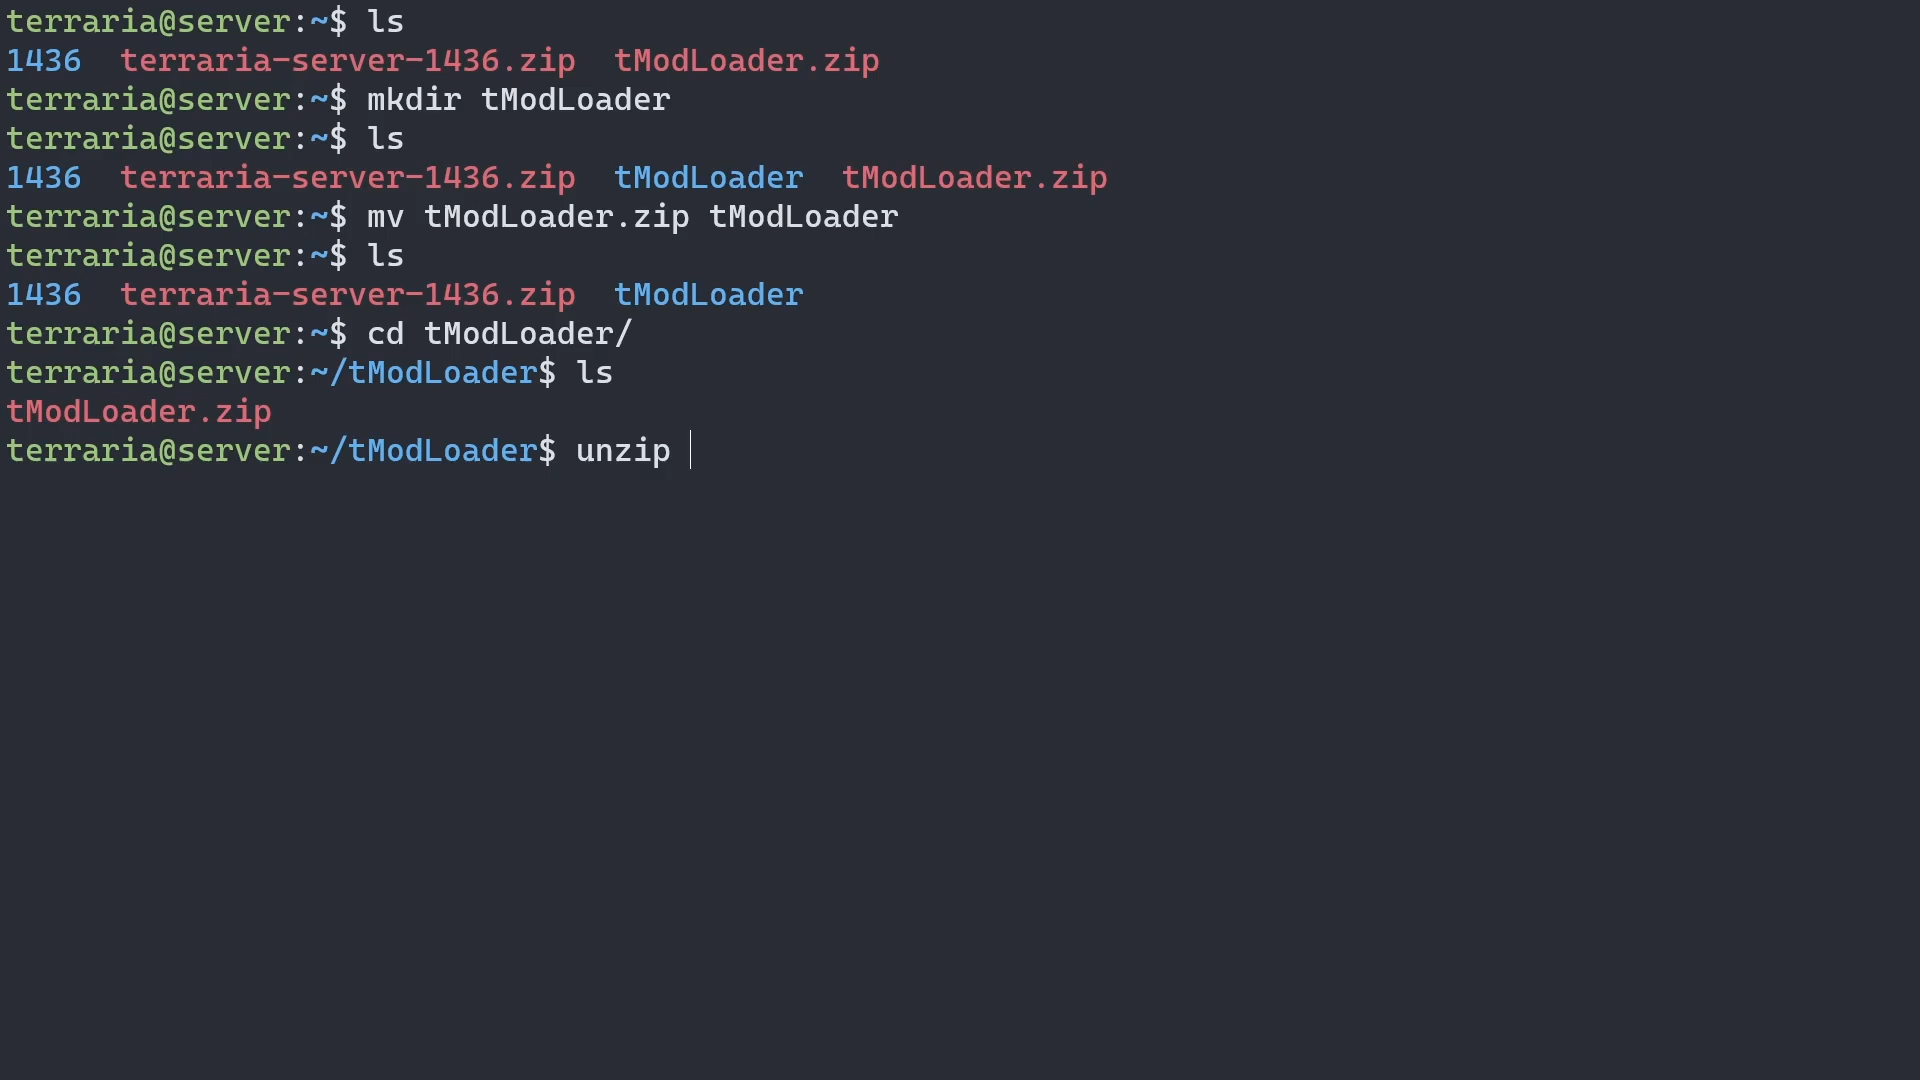 terraria@server:~$ ls
1436  terraria-server-1436.zip  tModLoader.zip
terraria@server:~$ mkdir tModLoader
terraria@server:~$ ls
1436  terraria-server-1436.zip  tModLoader  tModLoader.zip
terraria@server:~$ mv tModLoader.zip tModLoader
terraria@server:~$ ls
1436  terraria-server-1436.zip  tModLoader
terraria@server:~$ cd tModLoader/
terraria@server:~/tModLoader$ ls
tModLoader.zip
terraria@server:~/tModLoader$ unzip